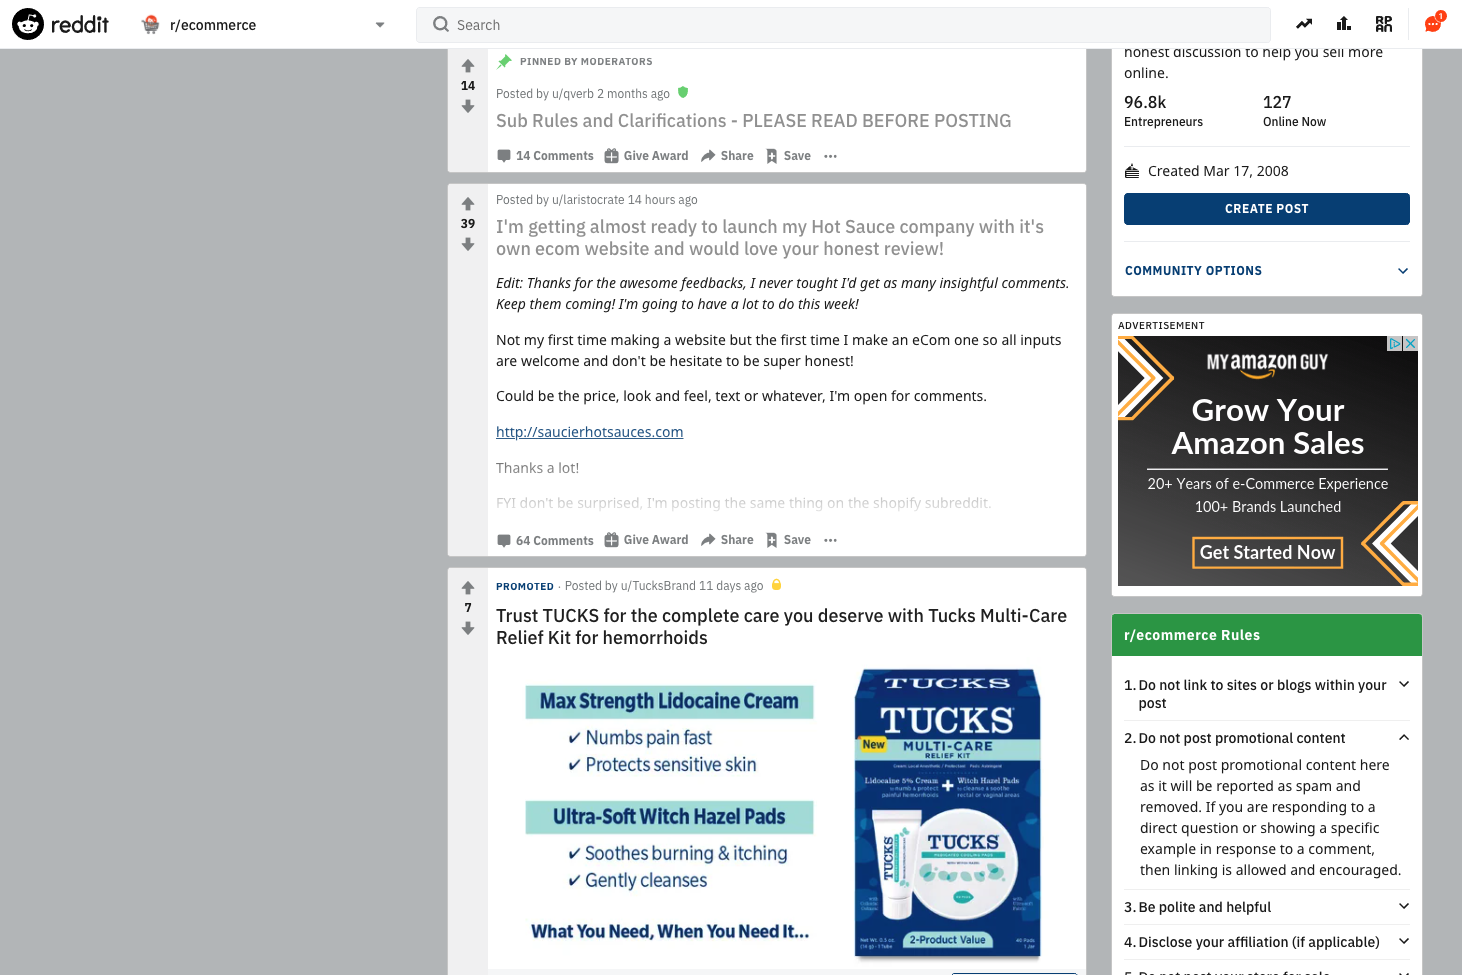 reddit
r/ecommerce
Search
1
PINNED BY MODERATORS
14
Posted by u/qverb 2 months ago
Sub Rules and Clarifications - PLEASE READ BEFORE POSTING
14 Comments Give Award Share Save ...
Posted by u/laristocrate 14 hours ago
39
I'm getting almost ready to launch my Hot Sauce company with it's
own ecom website and would love your honest review!
Edit: Thanks for the awesome feedbacks, I never tought I'd get as many insightful comments.
Keep them coming! I'm going to have a lot to do this week!
Not my first time making a website but the first time I make an eCom one so all inputs
are welcome and don't be hesitate to be super honest!
Could be the price, look and feel, text or whatever, I'm open for comments.
http://saucierhotsauces.com
Thanks a lot!
FYI don't be surprised, I'm posting the same thing on the shopify subreddit.
64 Comments Give Award Share Save ...
PROMOTED · Posted by u/TucksBrand 11 days ago
7
Trust TUCKS for the complete care you deserve with Tucks Multi-Care
Relief Kit for hemorrhoids
Max Strength Lidocaine Cream
✓ Numbs pain fast
✓ Protects sensitive skin
Ultra-Soft Witch Hazel Pads
✓ Soothes burning & itching
✓ Gently cleanses
What You Need, When You Need It...
TUCKS
TUCKS
New
MULTI-CARE
RELIEF KIT
Lidocaine 5% Cream + Witch Hazel Pads
TUCKS
TUCKS
2-Product Value
honest discussion to help you sell more
online.
96.8k 127
Entrepreneurs Online Now
Created Mar 17, 2008
CREATE POST
COMMUNITY OPTIONS
ADVERTISEMENT
MY amazon GUY
Grow Your
Amazon Sales
20+ Years of e-Commerce Experience
100+ Brands Launched
Get Started Now
r/ecommerce Rules
1. Do not link to sites or blogs within your
post
2. Do not post promotional content
Do not post promotional content here
as it will be reported as spam and
removed. If you are responding to a
direct question or showing a specific
example in response to a comment,
then linking is allowed and encouraged.
3. Be polite and helpful
4. Disclose your affiliation (if applicable)
5. Do not post your store for sale